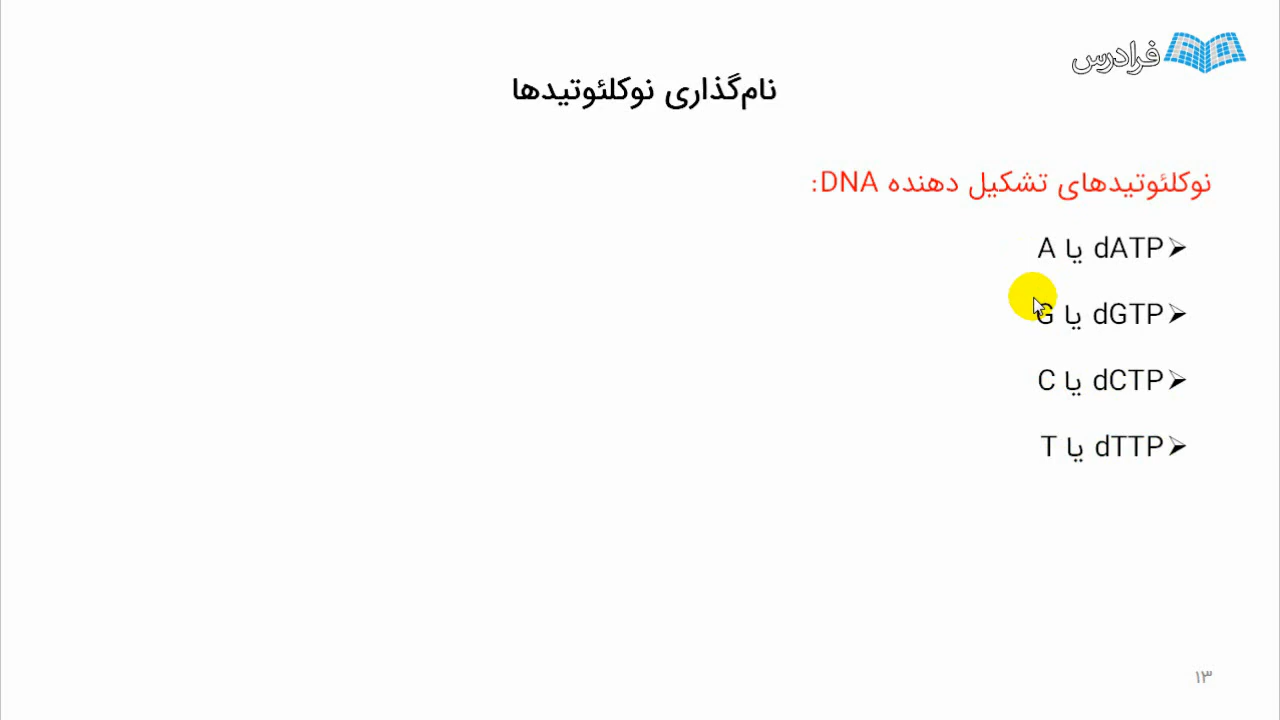 فرادرس
نام‌گذاری نوکلئوتیدها
نوکلئوتیدهای تشکیل دهنده DNA:
dATP یا A
dGTP یا G
dCTP یا C
dTTP یا T
۱۳